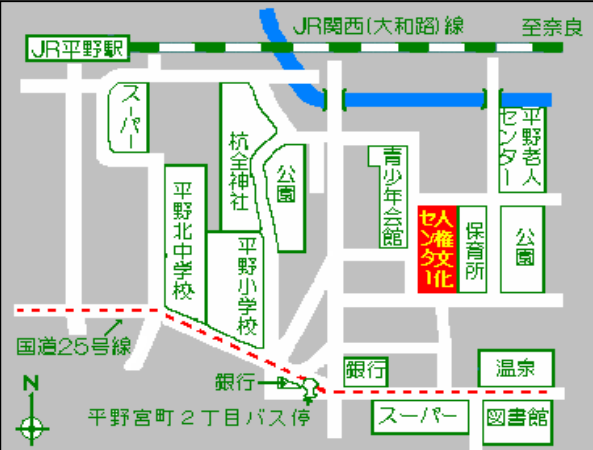 JR関西(大和路)線
至奈良
JR平野駅
スーパー
杭全神社
公園
青少年会館
平野老人
センター
平野北中学校
平野小学校
人権文化
センター
保育所
公園
国道25号線
銀行
銀行
温泉
N
平野宮町2丁目バス停
スーパー
図書館